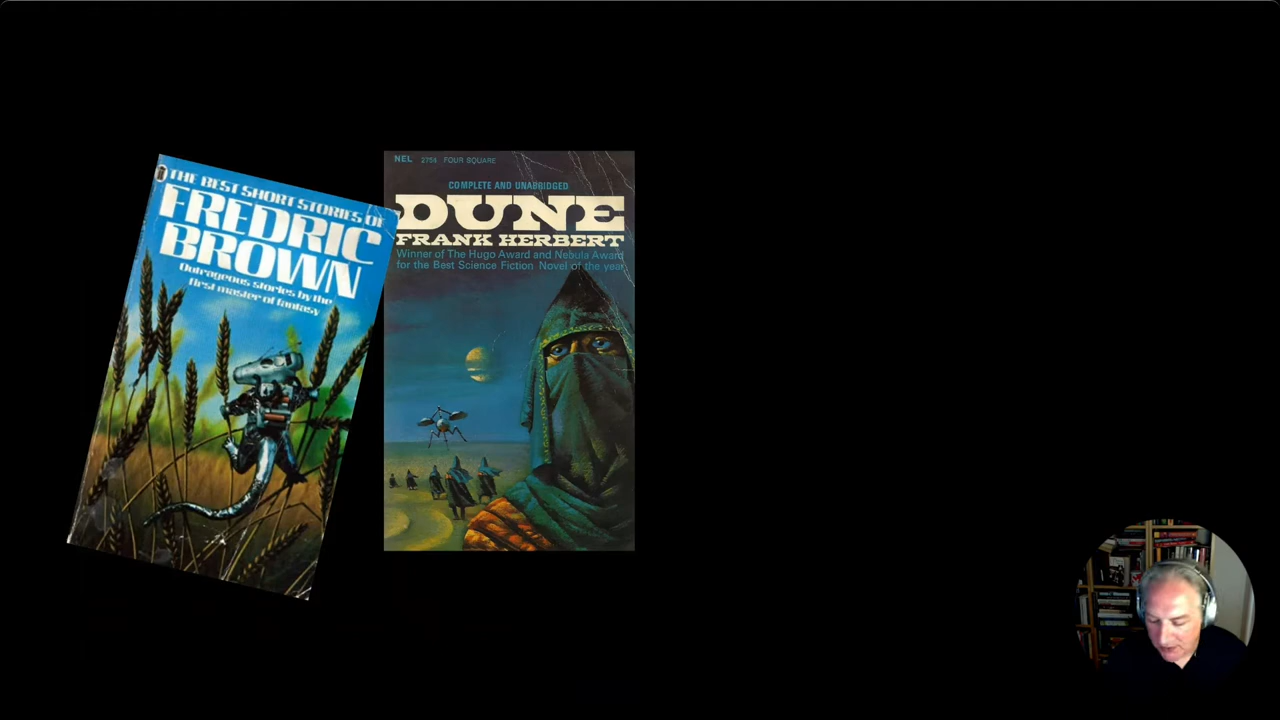 THE BEST SHORT STORIES OF
FREDRIC
BROWN
Outrageous stories by the
first master of fantasy
NEL 2756 FOUR SQUARE
COMPLETE AND UNABRIDGED
DUNE
FRANK HERBERT
Winner of The Hugo Award and Nebula Award
for the Best Science Fiction Novel of the year